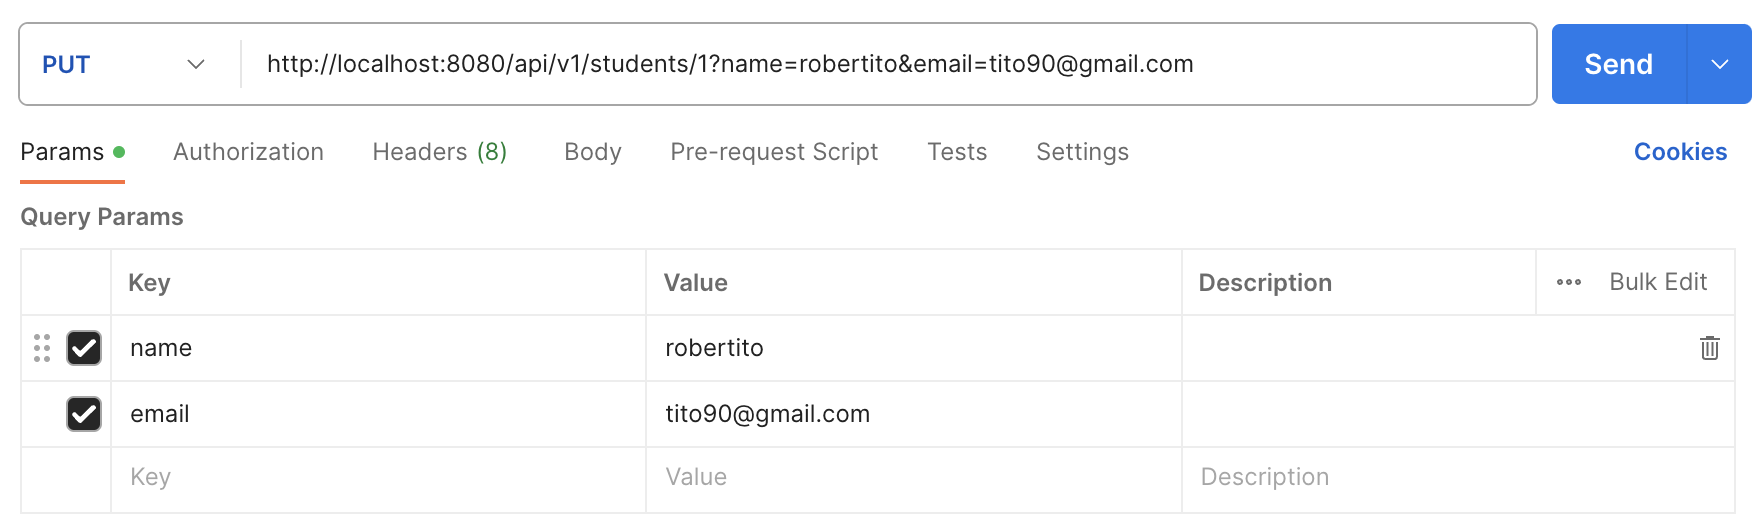 PUT http://localhost:8080/api/v1/students/1?name=robertito&email=tito90@gmail.com Send
Params Authorization Headers (8) Body Pre-request Script Tests Settings Cookies
Query Params
Key Value Description Bulk Edit
name robertito
email tito90@gmail.com
Key Value Description